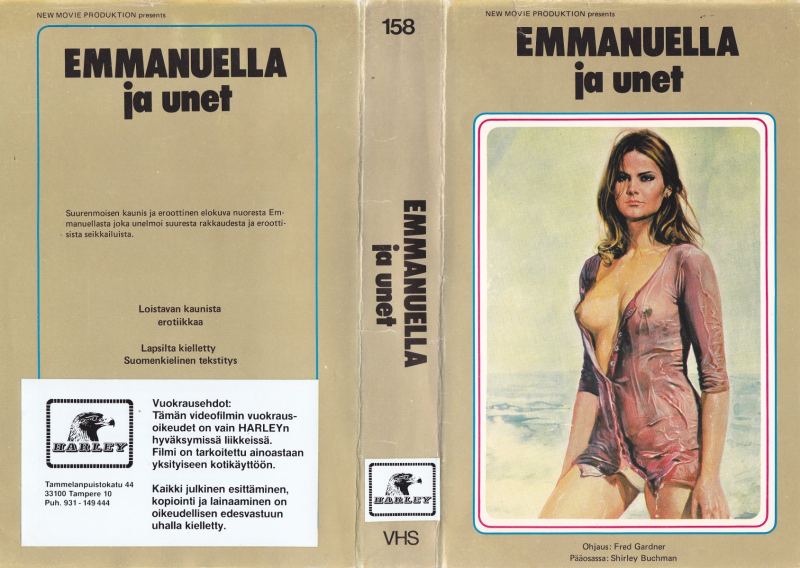 NEW MOVIE PRODUKTION presents
EMMANUELLA
ja unet
Suurenmoisen kaunis ja eroottinen elokuva nuoresta Em-
manuellasta joka unelmoi suuresta rakkaudesta ja erootti-
sista seikkailuista.
Loistavan kaunista
erotiikkaa
Lapsilta kielletty
Suomenkielinen tekstitys
HARLEY
Tammelanpuistokatu 44
33100 Tampere 10
Puh. 931 - 149 444
Vuokrausehdot:
Tämän videofilmin vuokraus-
oikeudet on vain HARLEYn
hyväksymissä liikkeissä.
Filmi on tarkoitettu ainoastaan
yksityiseen kotikäyttöön.
Kaikki julkinen esittäminen,
kopiointi ja lainaaminen on
oikeudellisen edesvastuun
uhalla kielletty.
158
EMMANUELLA
ja unet
HARLEY
VHS
NEW MOVIE PRODUKTION presents
EMMANUELLA
ja unet
Ohjaus: Fred Gardner
Pääosassa: Shirley Buchman